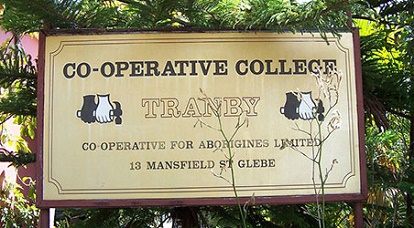 CO-OPERATIVE COLLEGE
TRANBY
CO-OPERATIVE FOR ABORIGINES LIMITED
13 MANSFIELD ST GLEBE